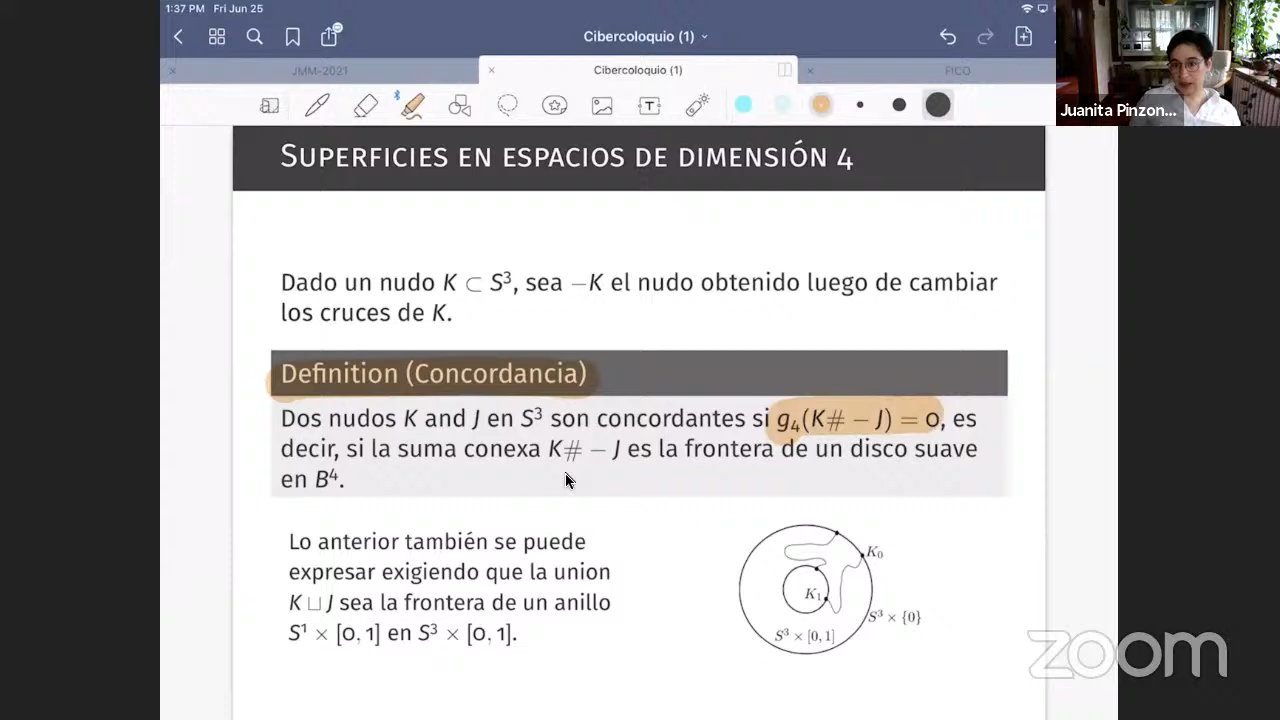 1:37 PM Fri Jun 25
Cibercoloquio (1)
JMM-2021
Cibercoloquio (1)
FICO
Juanita Pinzon...
SUPERFICIES EN ESPACIOS DE DIMENSIÓN 4
Dado un nudo K ⊂ S³, sea −K el nudo obtenido luego de cambiar
los cruces de K.
Definition (Concordancia)
Dos nudos K and J en S³ son concordantes si g₄(K# − J) = 0, es
decir, si la suma conexa K# − J es la frontera de un disco suave
en B⁴.
Lo anterior también se puede
expresar exigiendo que la union
K ⊔ J sea la frontera de un anillo
S¹ × [0, 1] en S³ × [0, 1].
K₀
K₁
S³ × {0}
S³ × [0, 1]
zoom